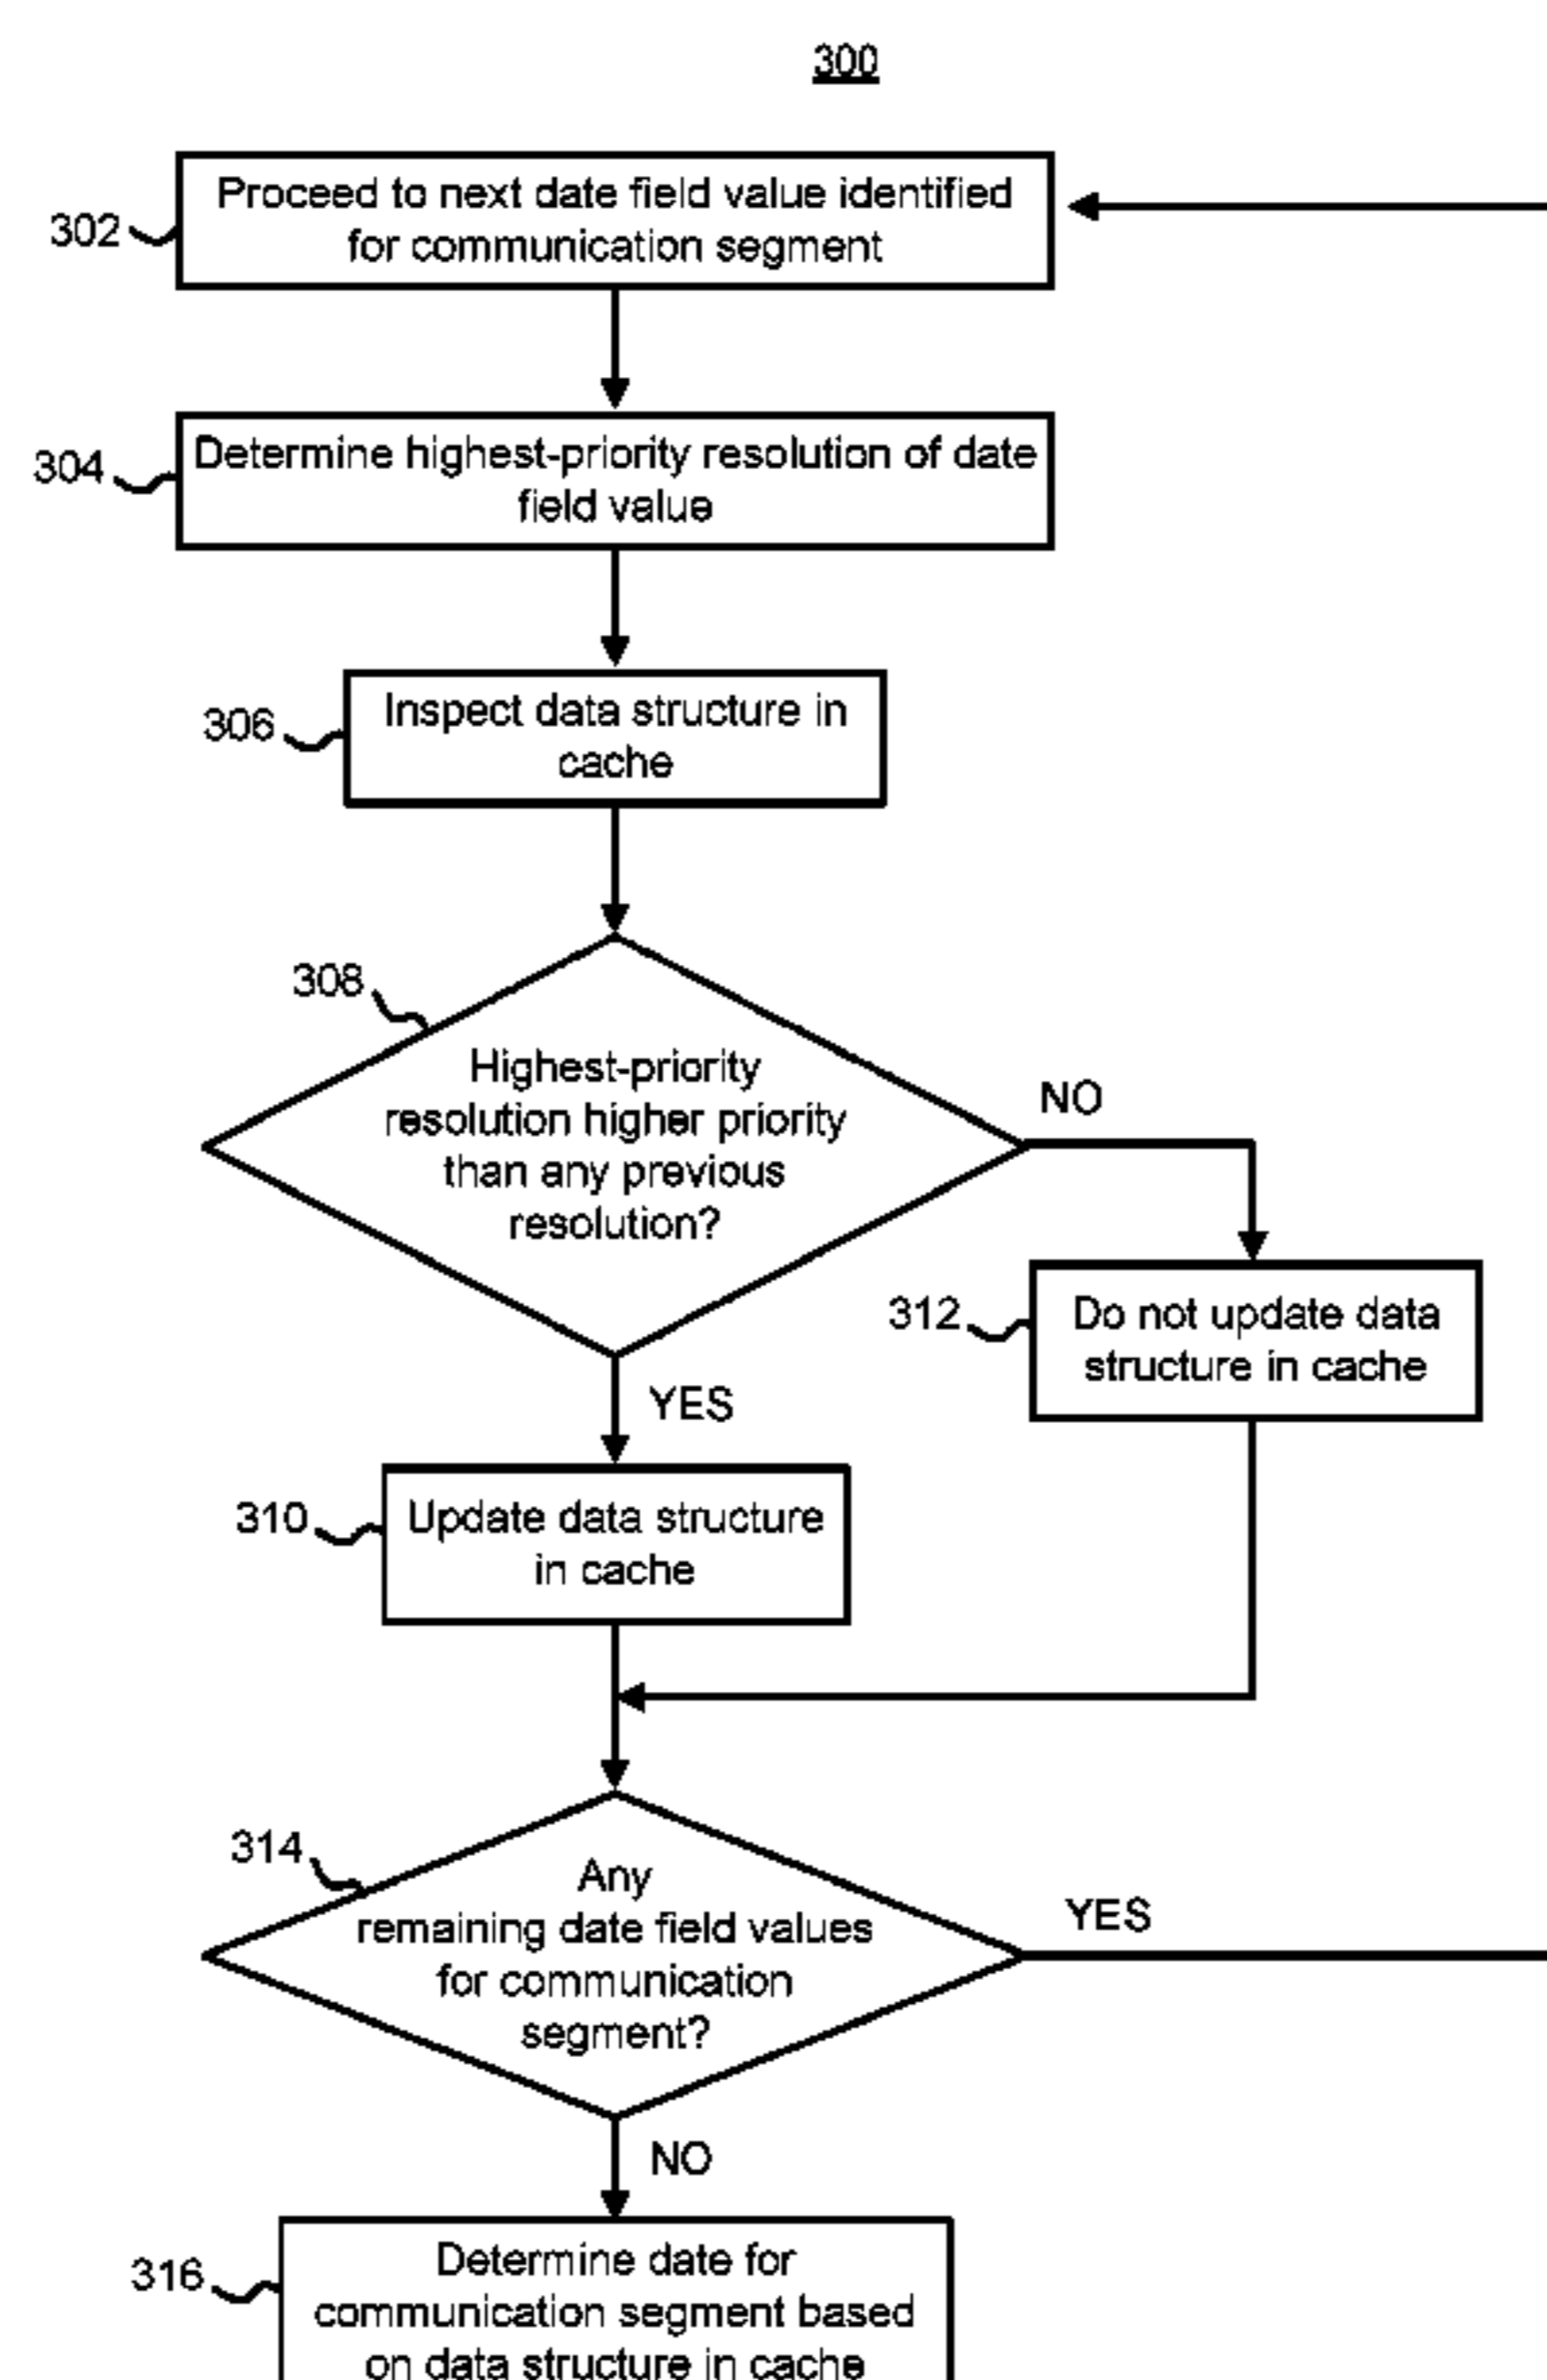 300
302
Proceed to next date field value identified
for communication segment
304
Determine highest-priority resolution of date
field value
306
Inspect data structure in
cache
308
Highest-priority
resolution higher priority
than any previous
resolution?
NO
312
Do not update data
structure in cache
YES
310
Update data structure
in cache
314
Any
remaining date field values
for communication
segment?
YES
NO
316
Determine date for
communication segment based
on data structure in cache